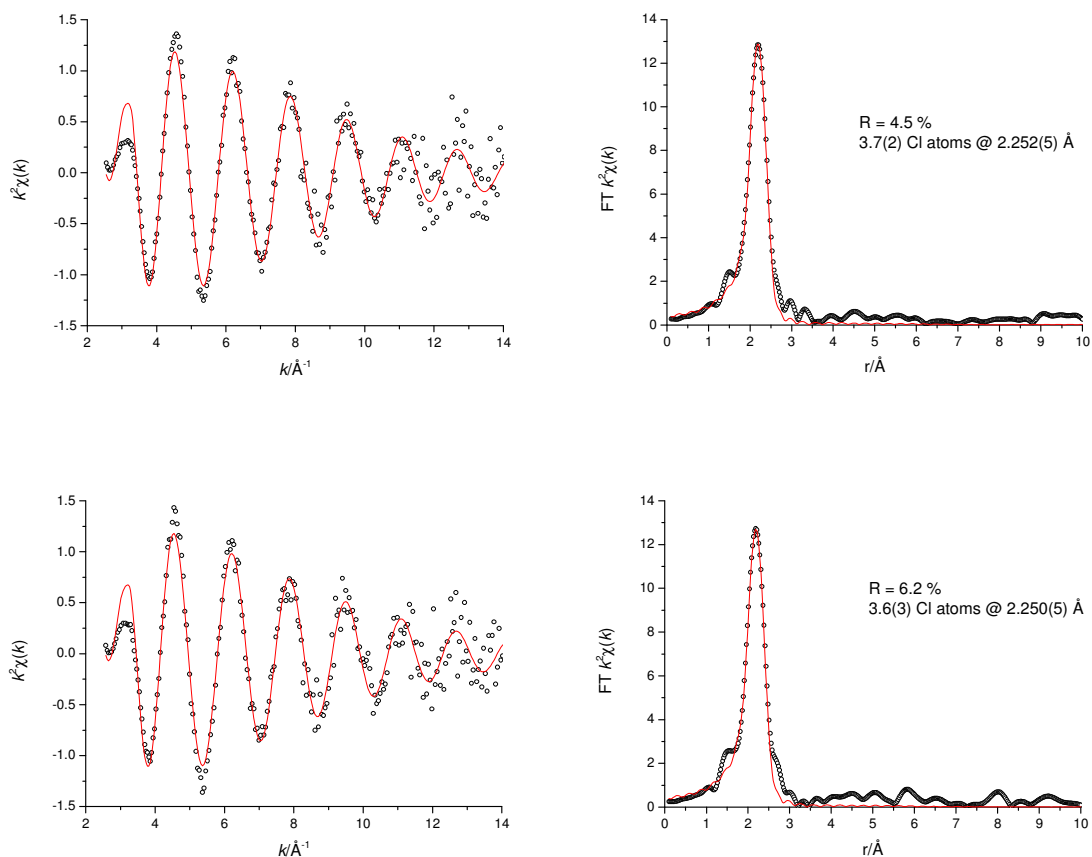 1.5
1.0
0.5
0.0
-0.5
-1.0
-1.5
k²χ(k)
2 4 6 8 10 12 14
k/Å⁻¹
14
12
10
8
6
4
2
0
FT k²χ(k)
R = 4.5 %
3.7(2) Cl atoms @ 2.252(5) Å
0 1 2 3 4 5 6 7 8 9 10
r/Å
1.5
1.0
0.5
0.0
-0.5
-1.0
-1.5
k²χ(k)
2 4 6 8 10 12 14
k/Å⁻¹
14
12
10
8
6
4
2
0
FT k²χ(k)
R = 6.2 %
3.6(3) Cl atoms @ 2.250(5) Å
0 1 2 3 4 5 6 7 8 9 10
r/Å